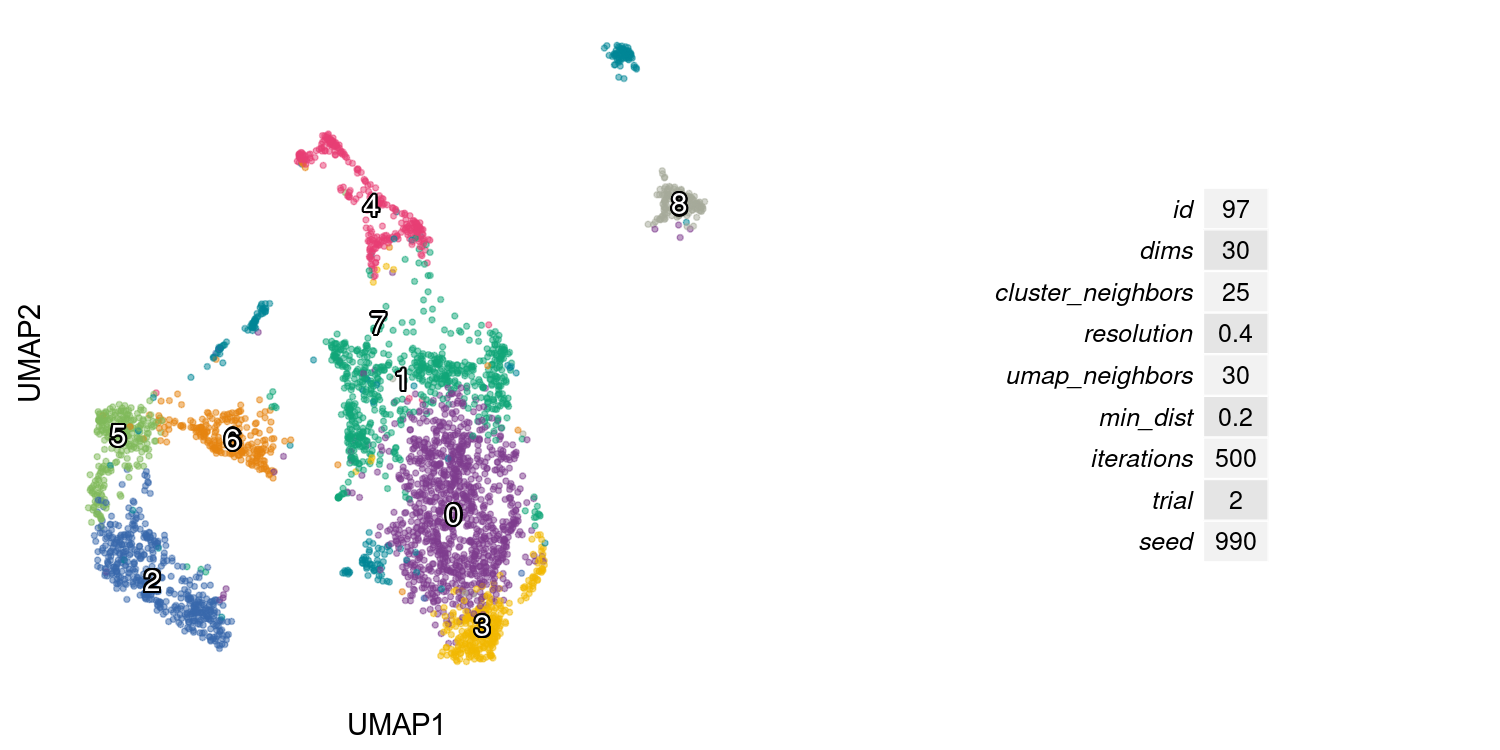 4
8
7
1
5
6
0
2
3
UMAP1
UMAP2
id 97
dims 30
cluster_neighbors 25
resolution 0.4
umap_neighbors 30
min_dist 0.2
iterations 500
trial 2
seed 990